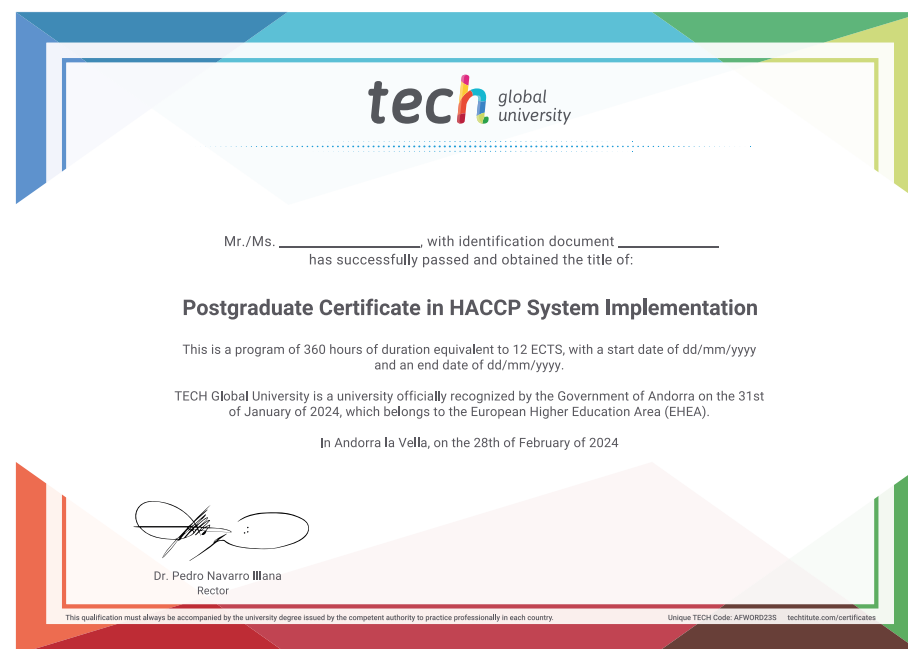 tech global
university
Mr./Ms. ____________________, with identification document ______________
has successfully passed and obtained the title of:
Postgraduate Certificate in HACCP System Implementation
This is a program of 360 hours of duration equivalent to 12 ECTS, with a start date of dd/mm/yyyy
and an end date of dd/mm/yyyy.
TECH Global University is a university officially recognized by the Government of Andorra on the 31st
of January of 2024, which belongs to the European Higher Education Area (EHEA).
In Andorra la Vella, on the 28th of February of 2024
Dr. Pedro Navarro Illana
Rector
This qualification must always be accompanied by the university degree issued by the competent authority to practice professionally in each country.
Unique TECH Code: AFWORD23S techtitute.com/certificates